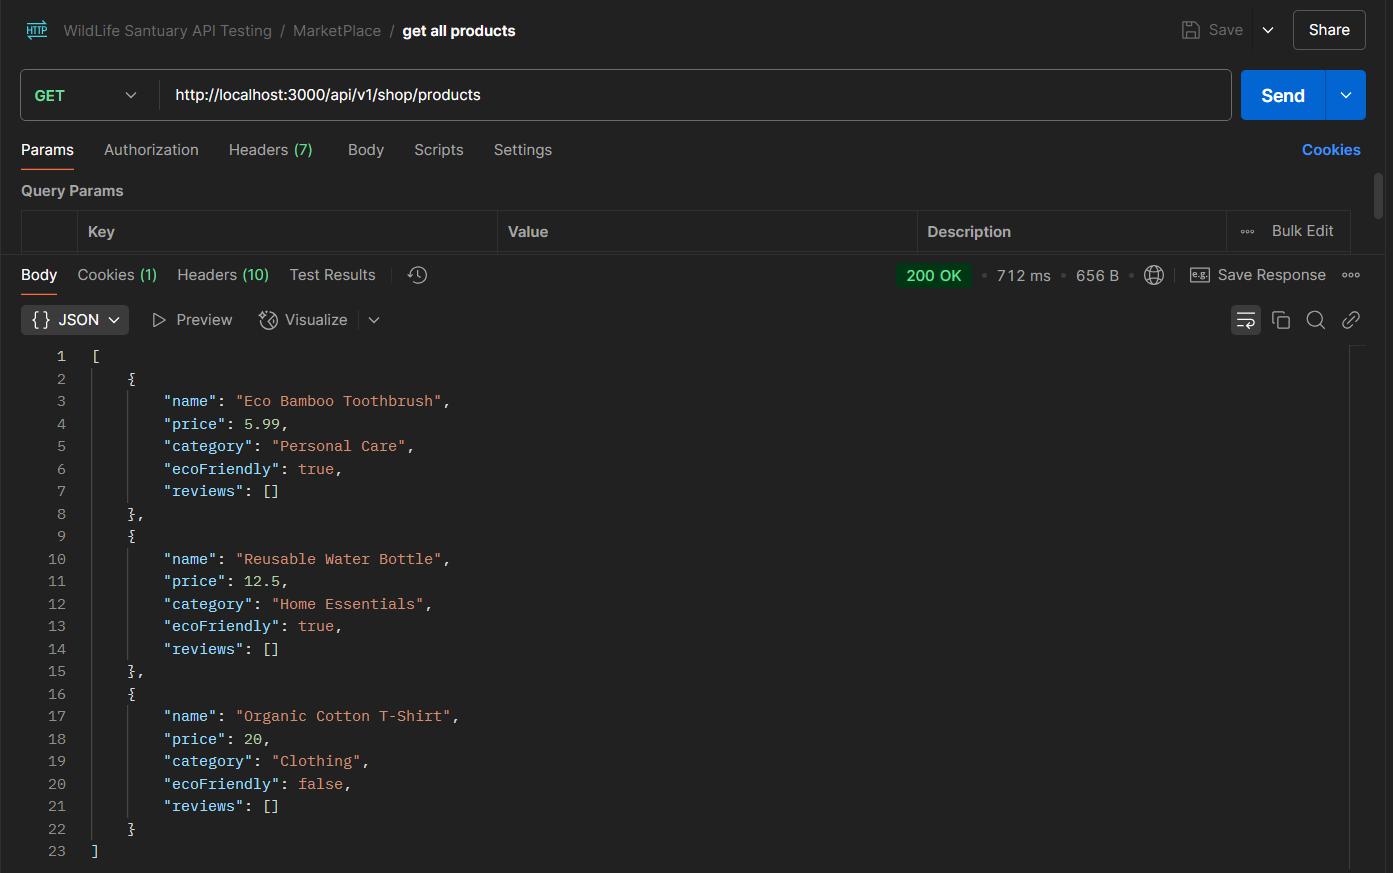 HTTP WildLife Santuary API Testing / MarketPlace / get all products Save Share
GET http://localhost:3000/api/v1/shop/products Send
Params Authorization Headers (7) Body Scripts Settings Cookies
Query Params
Key Value Description Bulk Edit
Body Cookies (1) Headers (10) Test Results 200 OK • 712 ms • 656 B • e.g. Save Response
{} JSON Preview Visualize
1 [
2 {
3 "name": "Eco Bamboo Toothbrush",
4 "price": 5.99,
5 "category": "Personal Care",
6 "ecoFriendly": true,
7 "reviews": []
8 },
9 {
10 "name": "Reusable Water Bottle",
11 "price": 12.5,
12 "category": "Home Essentials",
13 "ecoFriendly": true,
14 "reviews": []
15 },
16 {
17 "name": "Organic Cotton T-Shirt",
18 "price": 20,
19 "category": "Clothing",
20 "ecoFriendly": false,
21 "reviews": []
22 }
23 ]